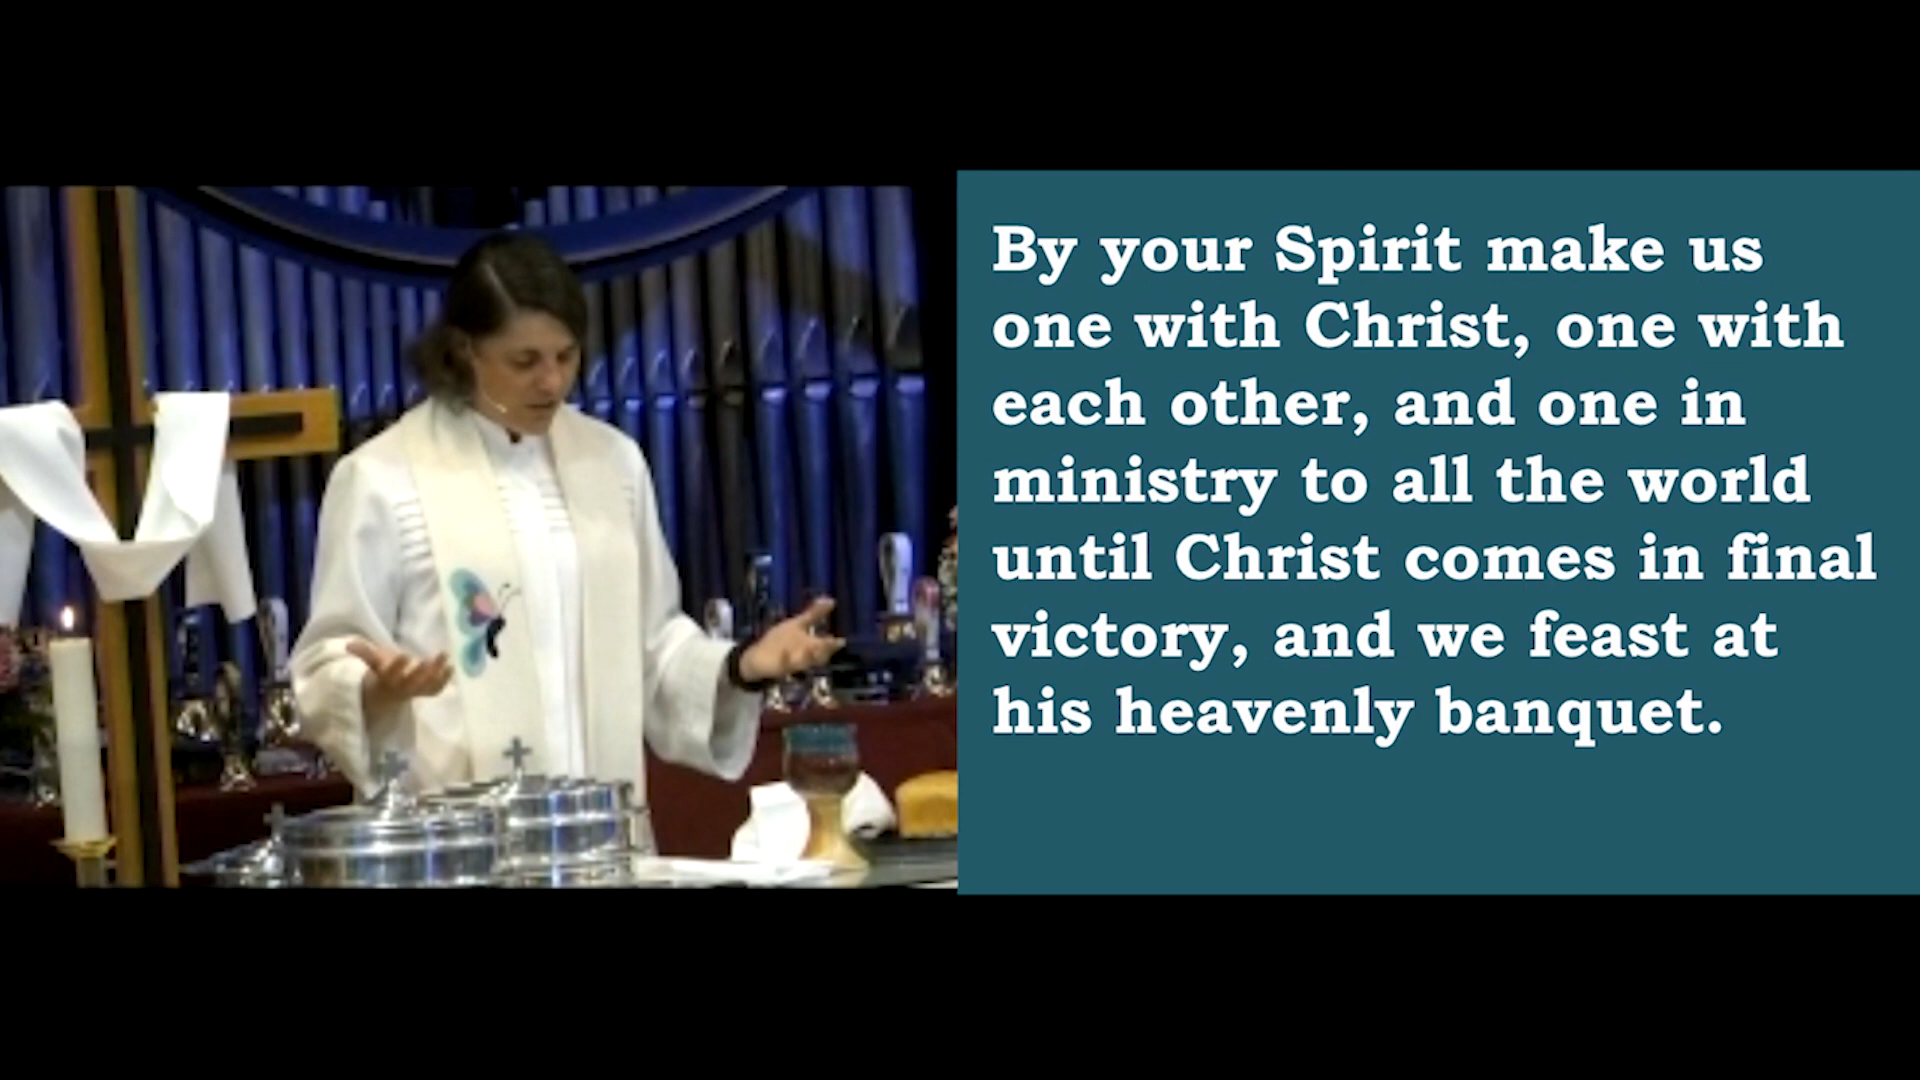 By your Spirit make us
one with Christ, one with
each other, and one in
ministry to all the world
until Christ comes in final
victory, and we feast at
his heavenly banquet.